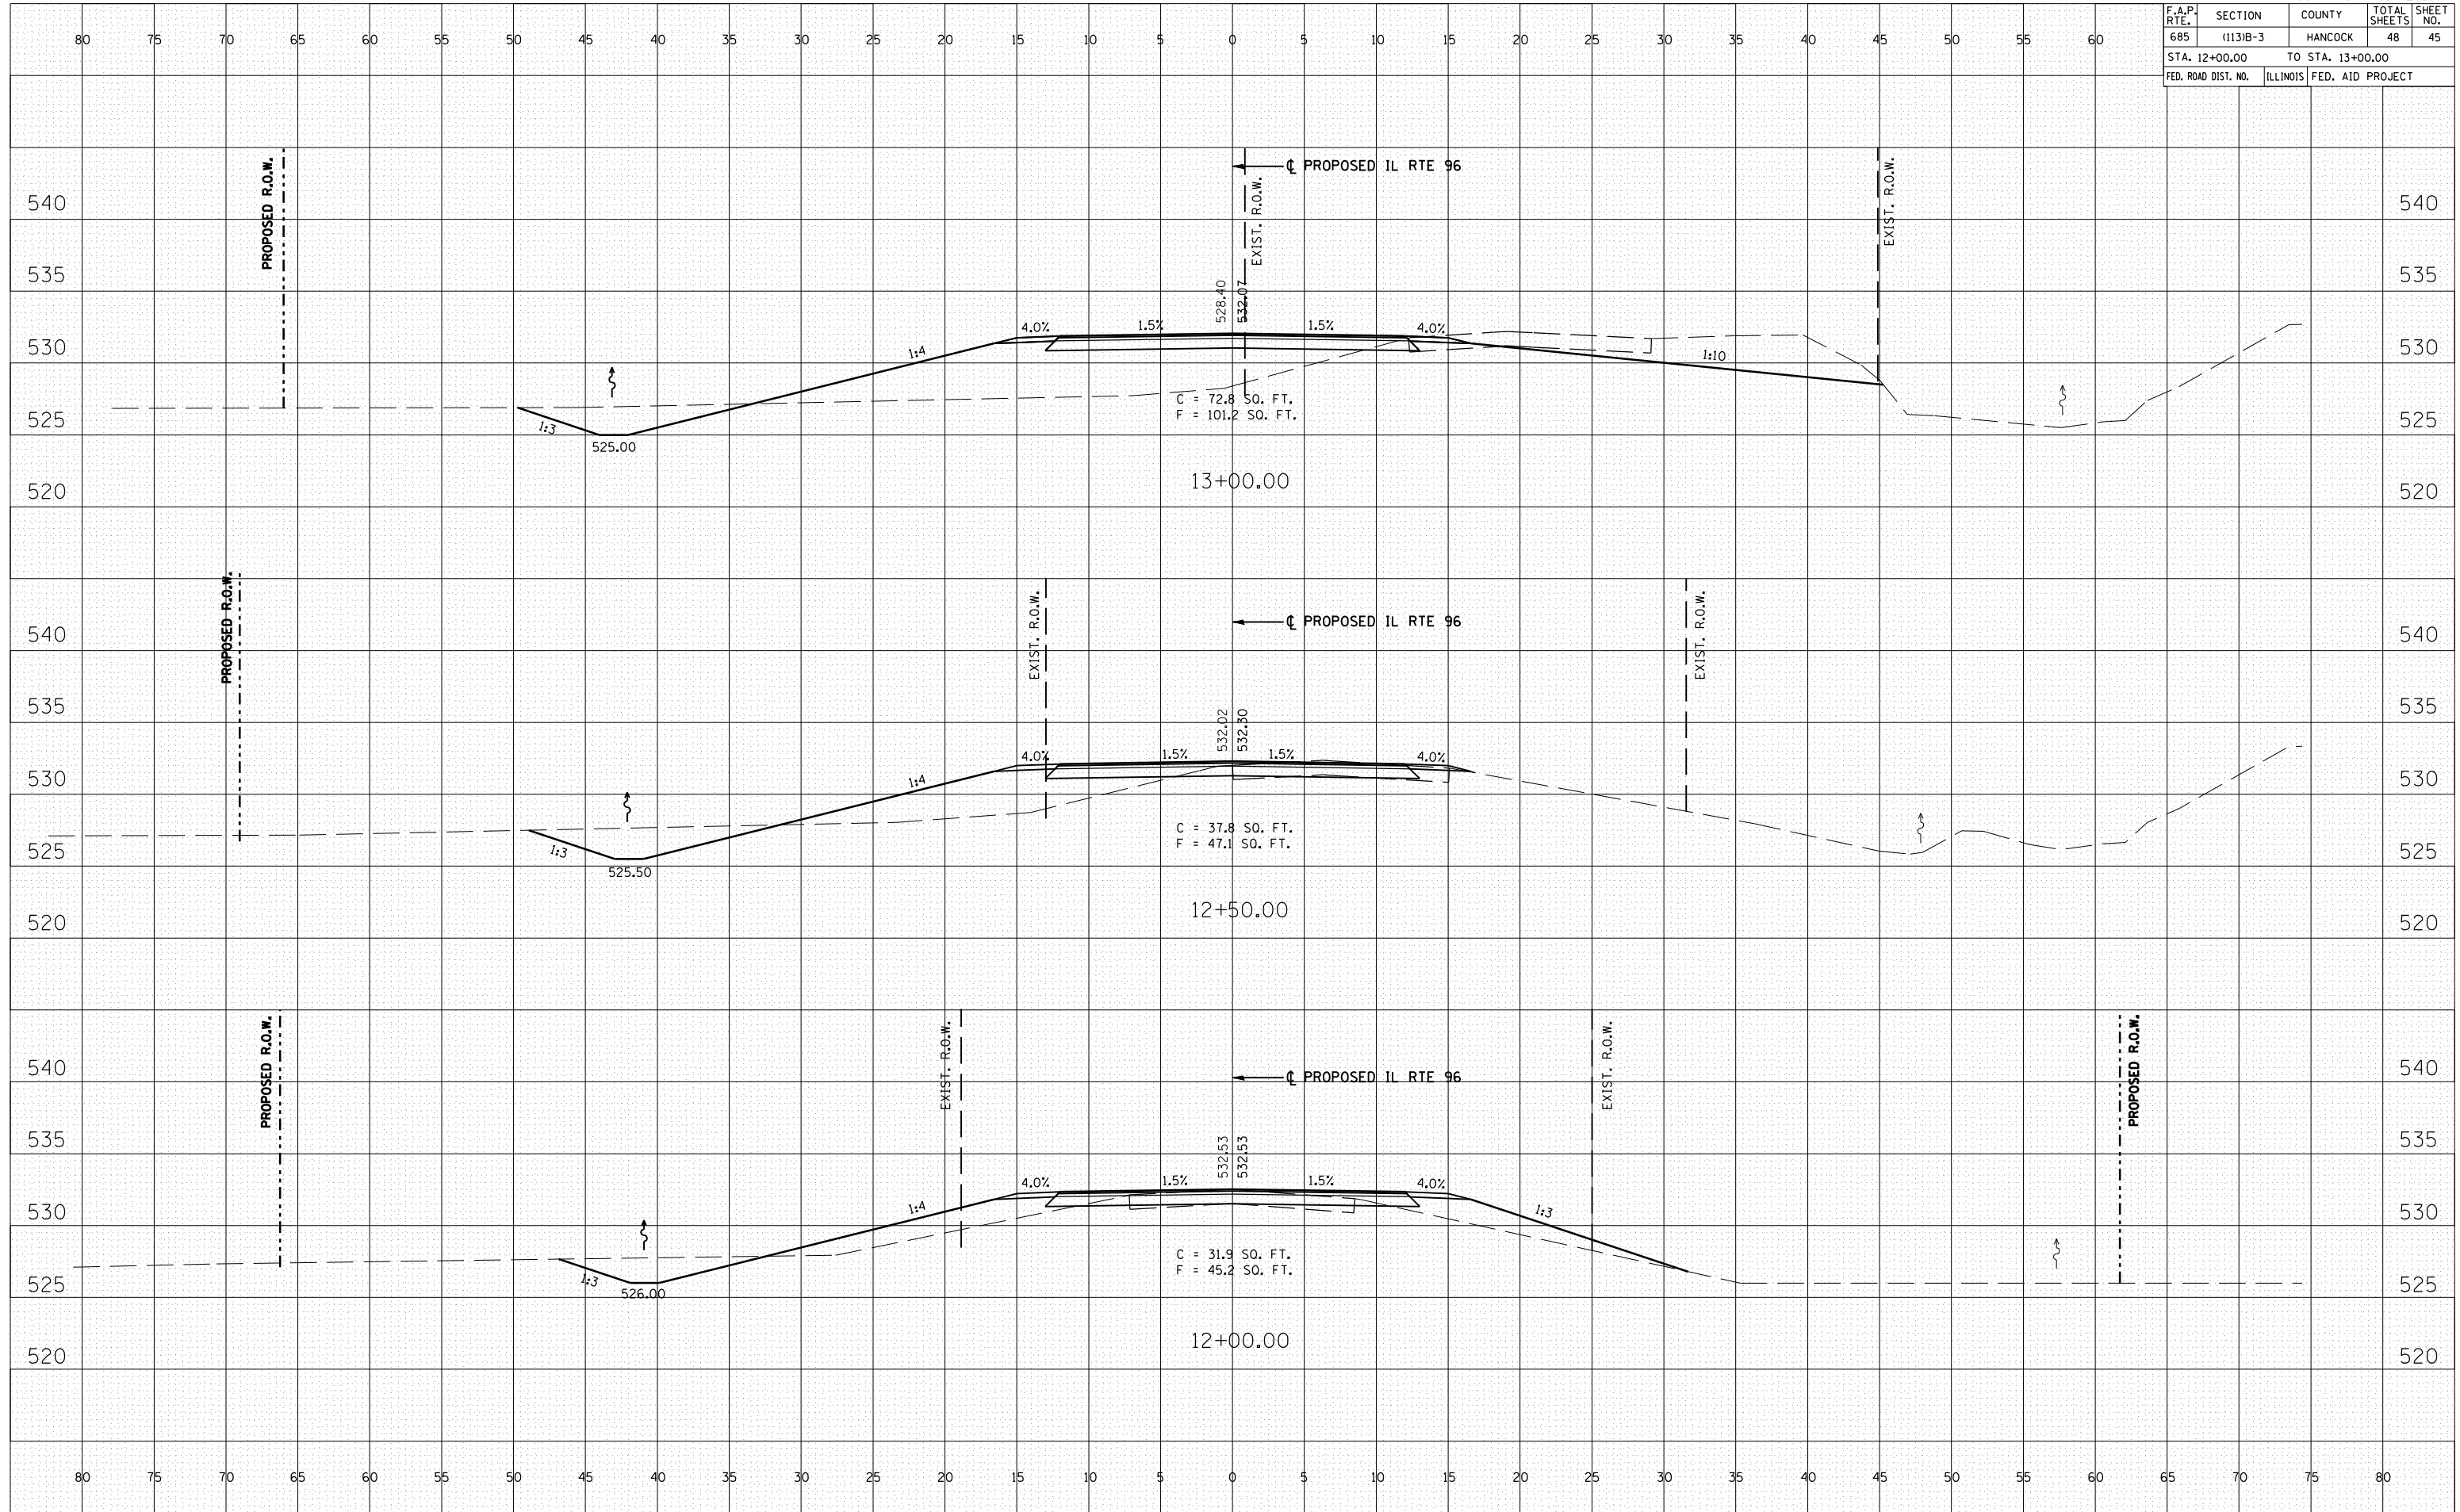 F.A.P. RTE. SECTION COUNTY TOTAL SHEETS SHEET NO.
685 (113)B-3 HANCOCK 48 45
STA. 12+00.00 TO STA. 13+00.00
FED. ROAD DIST. NO. ILLINOIS FED. AID PROJECT
80 75 70 65 60 55 50 45 40 35 30 25 20 15 10 5 0 5 10 15 20 25 30 35 40 45 50 55 60
PROPOSED R.O.W.
℄ PROPOSED IL RTE 96
EXIST. R.O.W.
EXIST. R.O.W.
540 540
535 535
528.40
532.07
4.0% 1.5% 1.5% 4.0%
530 1:4 1:10 530
C = 72.8 SQ. FT.
F = 101.2 SQ. FT.
525 1:3 525
525.00
13+00.00
520 520
PROPOSED R.O.W.
EXIST. R.O.W.
℄ PROPOSED IL RTE 96
EXIST. R.O.W.
540 540
535 535
532.02
532.30
4.0% 1.5% 1.5% 4.0%
530 1:4 530
C = 37.8 SQ. FT.
F = 47.1 SQ. FT.
525 1:3 525
525.50
12+50.00
520 520
PROPOSED R.O.W.
EXIST. R.O.W.
℄ PROPOSED IL RTE 96
EXIST. R.O.W.
PROPOSED R.O.W.
540 540
535 535
532.53
532.53
4.0% 1.5% 1.5% 4.0%
530 1:4 1:3 530
C = 31.9 SQ. FT.
F = 45.2 SQ. FT.
525 1:3 525
526.00
12+00.00
520 520
80 75 70 65 60 55 50 45 40 35 30 25 20 15 10 5 0 5 10 15 20 25 30 35 40 45 50 55 60 65 70 75 80